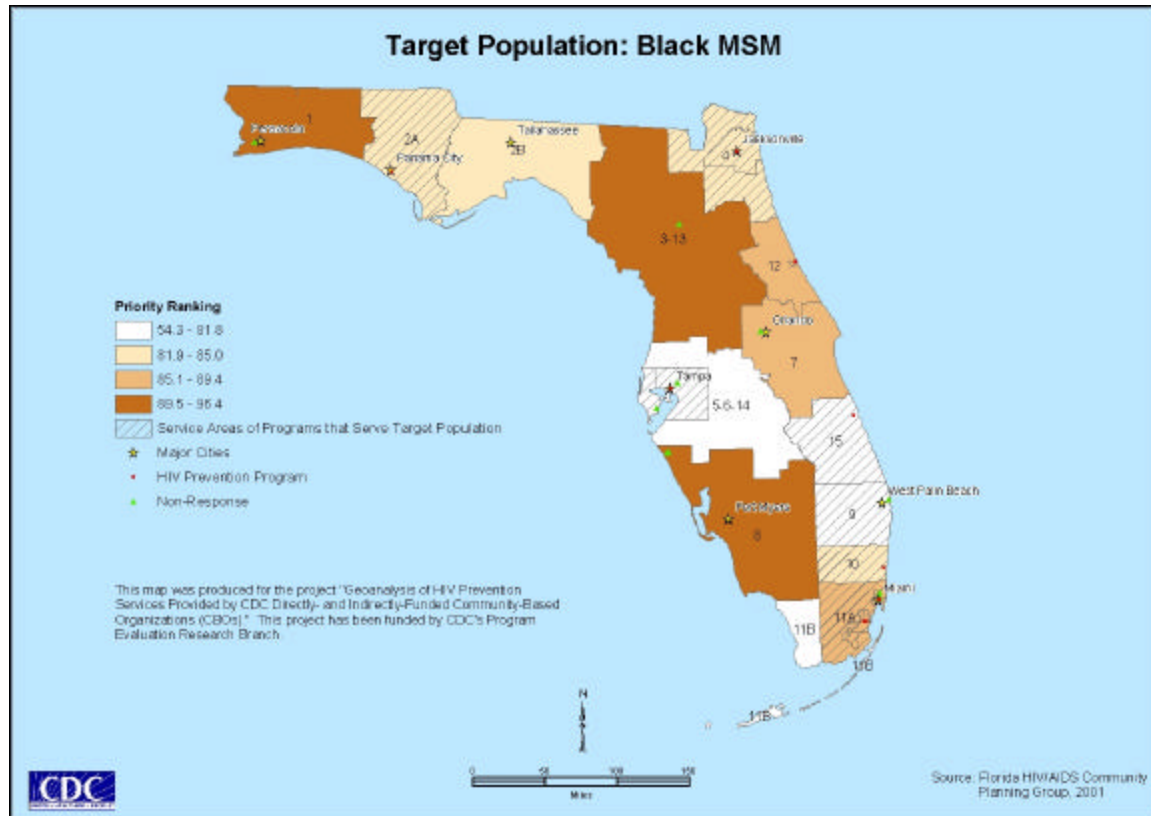 Target Population: Black MSM
1
Pensacola
2A
Panama City
Tallahassee
2B
Jacksonville
4
3-13
12
Orlando
7
Priority Ranking
54.3 - 81.8
81.9 - 85.0
85.1 - 89.4
89.5 - 96.4
Service Areas of Programs that Serve Target Population
Major Cities
HIV Prevention Program
Non-Response
Tampa
5-6-14
15
West Palm Beach
9
8
10
Miami
11A
11B
11B
11B
This map was produced for the project "Geoanalysis of HIV Prevention
Services Provided by CDC Directly- and Indirectly-Funded Community-Based
Organizations (CBOs)." This project has been funded by CDC's Program
Evaluation Research Branch
N
0 50 100 150
Miles
CDC
Source: Florida HIV/AIDS Community
Planning Group, 2001